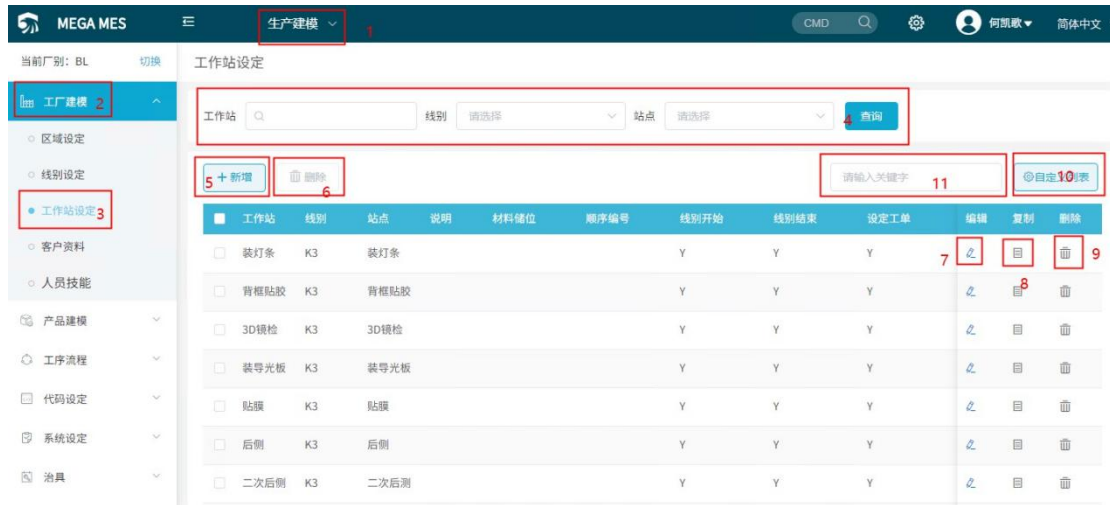 MEGA MES 生产建模 1 CMD 何凯歌 简体中文
当前厂别：BL 切换 工作站设定
工厂建模 2
工作站 线别 请选择 站点 请选择 4 查询
区域设定
线别设定 5 +新增 6 删除 请输入关键字 11 自定义列表 10
工作站设定 3 工作站 线别 站点 说明 材料储位 顺序编号 线别开始 线别结束 设定工单 编辑 复制 删除
客户资料 装灯条 K3 装灯条 Y Y Y 7 9
人员技能 背框贴胶 K3 背框贴胶 Y Y Y 8
产品建模 3D镜检 K3 3D镜检 Y Y Y
工序流程 装导光板 K3 装导光板 Y Y Y
代码设定 贴膜 K3 贴膜 Y Y Y
系统设定 后侧 K3 后侧 Y Y Y
治具 二次后侧 K3 二次后测 Y Y Y